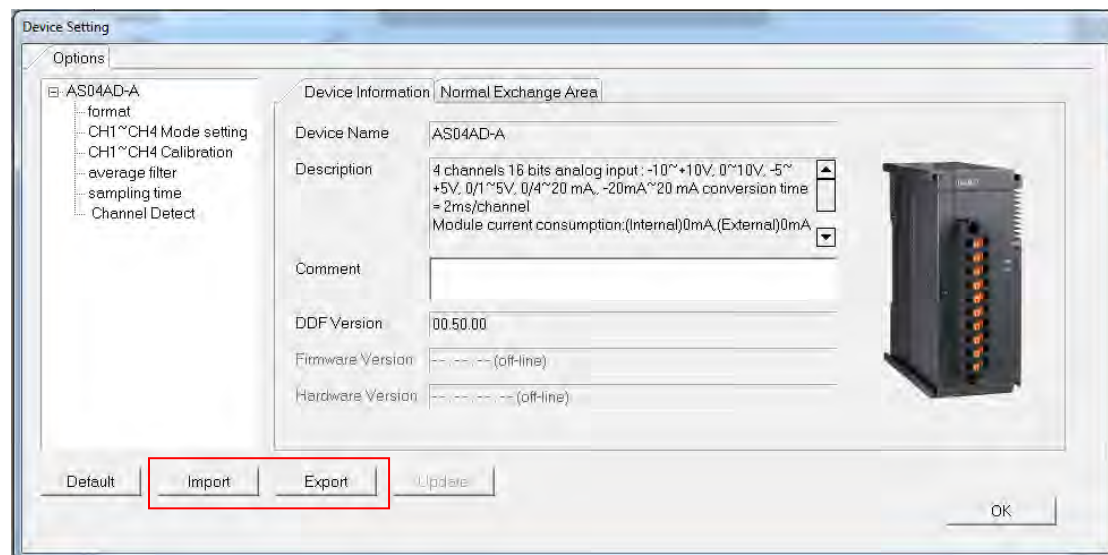 Device Setting
Options
AS04AD-A
format
CH1~CH4 Mode setting
CH1~CH4 Calibration
average filter
sampling time
Channel Detect
Device Information
Normal Exchange Area
Device Name
AS04AD-A
Description
4 channels 16 bits analog input : -10~+10V, 0~10V, -5~
+5V, 0/1~5V, 0/4~20 mA,, -20mA~20 mA conversion time
= 2ms/channel
Module current consumption:(Internal)0mA,(External)0mA
Comment
DDF Version
00.50.00
Firmware Version
-- . -- . -- (off-line)
Hardware Version
-- . -- . -- . -- (off-line)
Default
Import
Export
Update
OK